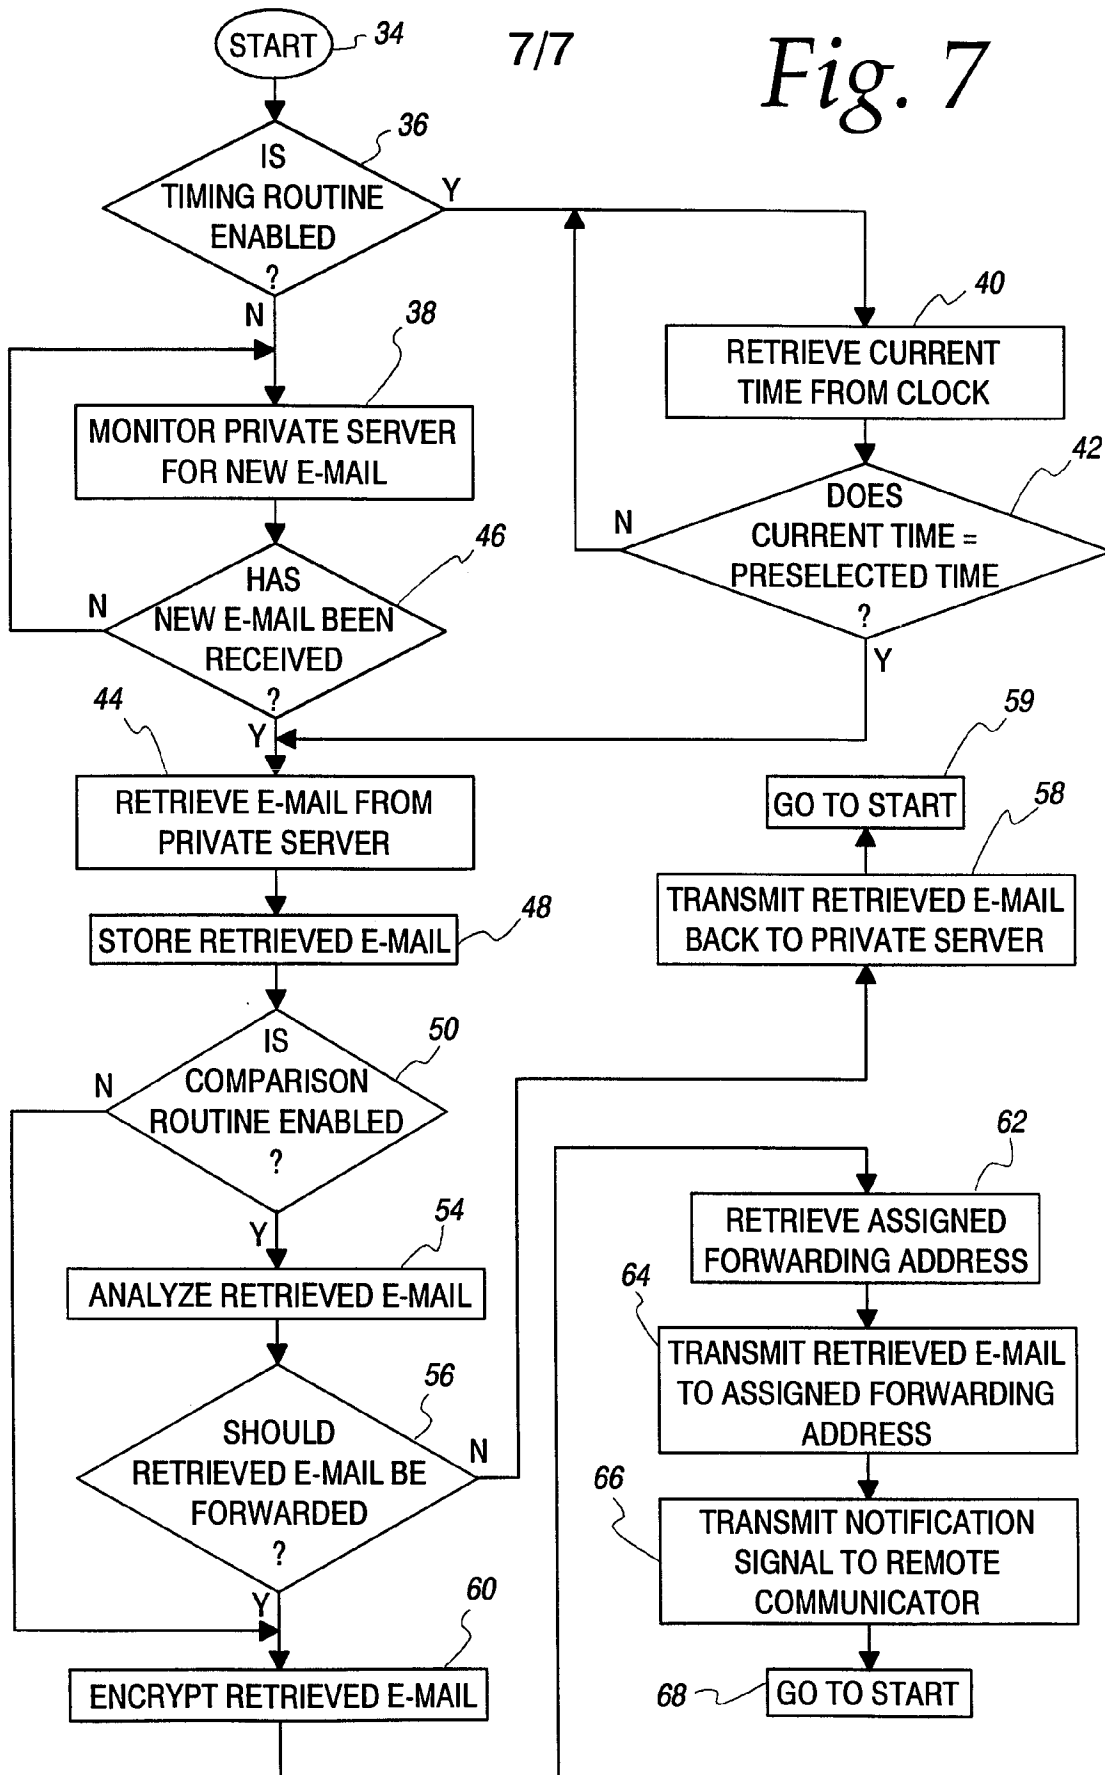 START
34
7/7
Fig. 7
36
IS
TIMING ROUTINE
ENABLED
?
Y
N
38
40
RETRIEVE CURRENT
TIME FROM CLOCK
MONITOR PRIVATE SERVER
FOR NEW E-MAIL
42
DOES
CURRENT TIME =
PRESELECTED TIME
?
N
Y
46
HAS
NEW E-MAIL BEEN
RECEIVED
?
N
Y
44
RETRIEVE E-MAIL FROM
PRIVATE SERVER
59
GO TO START
58
TRANSMIT RETRIEVED E-MAIL
BACK TO PRIVATE SERVER
STORE RETRIEVED E-MAIL
48
50
IS
COMPARISON
ROUTINE ENABLED
?
N
Y
54
ANALYZE RETRIEVED E-MAIL
56
SHOULD
RETRIEVED E-MAIL BE
FORWARDED
?
N
Y
60
ENCRYPT RETRIEVED E-MAIL
62
RETRIEVE ASSIGNED
FORWARDING ADDRESS
64
TRANSMIT RETRIEVED E-MAIL
TO ASSIGNED FORWARDING
ADDRESS
66
TRANSMIT NOTIFICATION
SIGNAL TO REMOTE
COMMUNICATOR
68
GO TO START